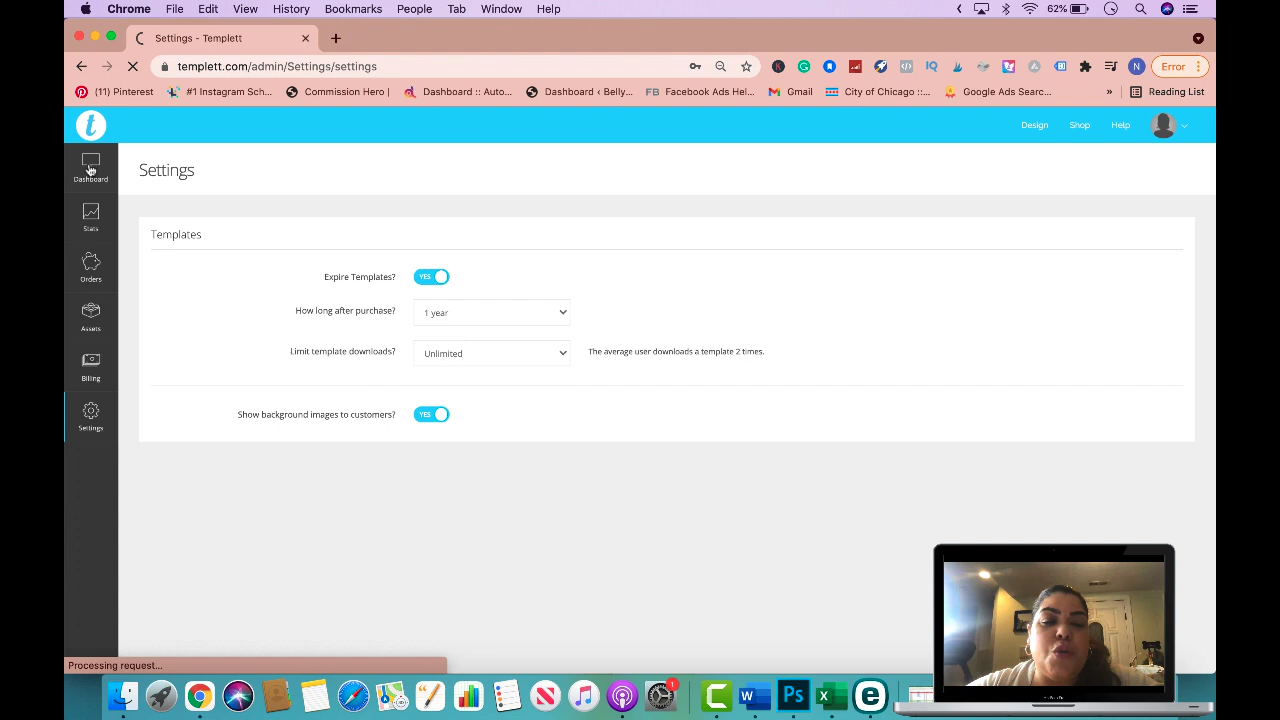 Chrome File Edit View History Bookmarks People Tab Window Help 62%
Settings - Templett
templett.com/admin/Settings/settings N Error
(11) Pinterest #1 Instagram Sch... Commission Hero | Dashboard :: Auto... Dashboard ‹ Belly... FB Facebook Ads Hel... Gmail City of Chicago ‹... Google Ads Searc... » Reading List
t Design Shop Help
Dashboard
Settings
Stats
Templates
Orders
Expire Templates? YES
How long after purchase? 1 year
Assets
Limit template downloads? Unlimited The average user downloads a template 2 times.
Billing
Show background images to customers? YES
Settings
Processing request...
1
W Ps X e